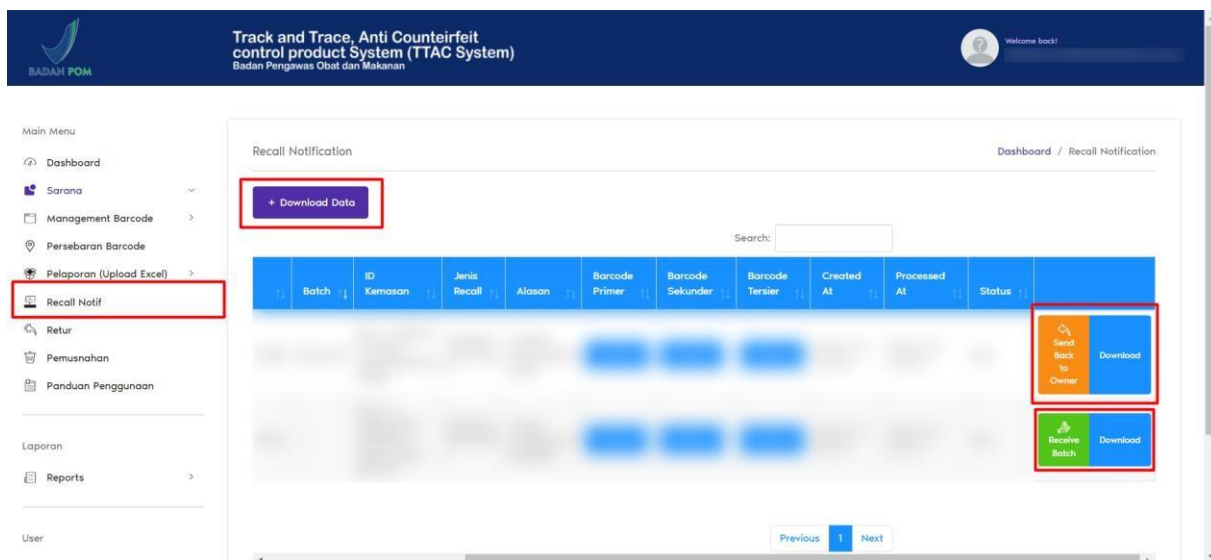 BADAN POM
Track and Trace, Anti Counteirfeit
control product System (TTAC System)
Badan Pengawas Obat dan Makanan
Welcome back!
Main Menu
Dashboard
Sarana
Management Barcode
Persebaran Barcode
Pelaporan (Upload Excel)
Recall Notif
Retur
Pemusnahan
Panduan Penggunaan
Laporan
Reports
User
Recall Notification
Dashboard / Recall Notification
+ Download Data
Search:
Batch
ID Kemasan
Jenis Recall
Alasan
Barcode Primer
Barcode Sekunder
Barcode Tersier
Created At
Processed At
Status
Send
Back
to
Owner
Download
Receive
Batch
Download
Previous 1 Next